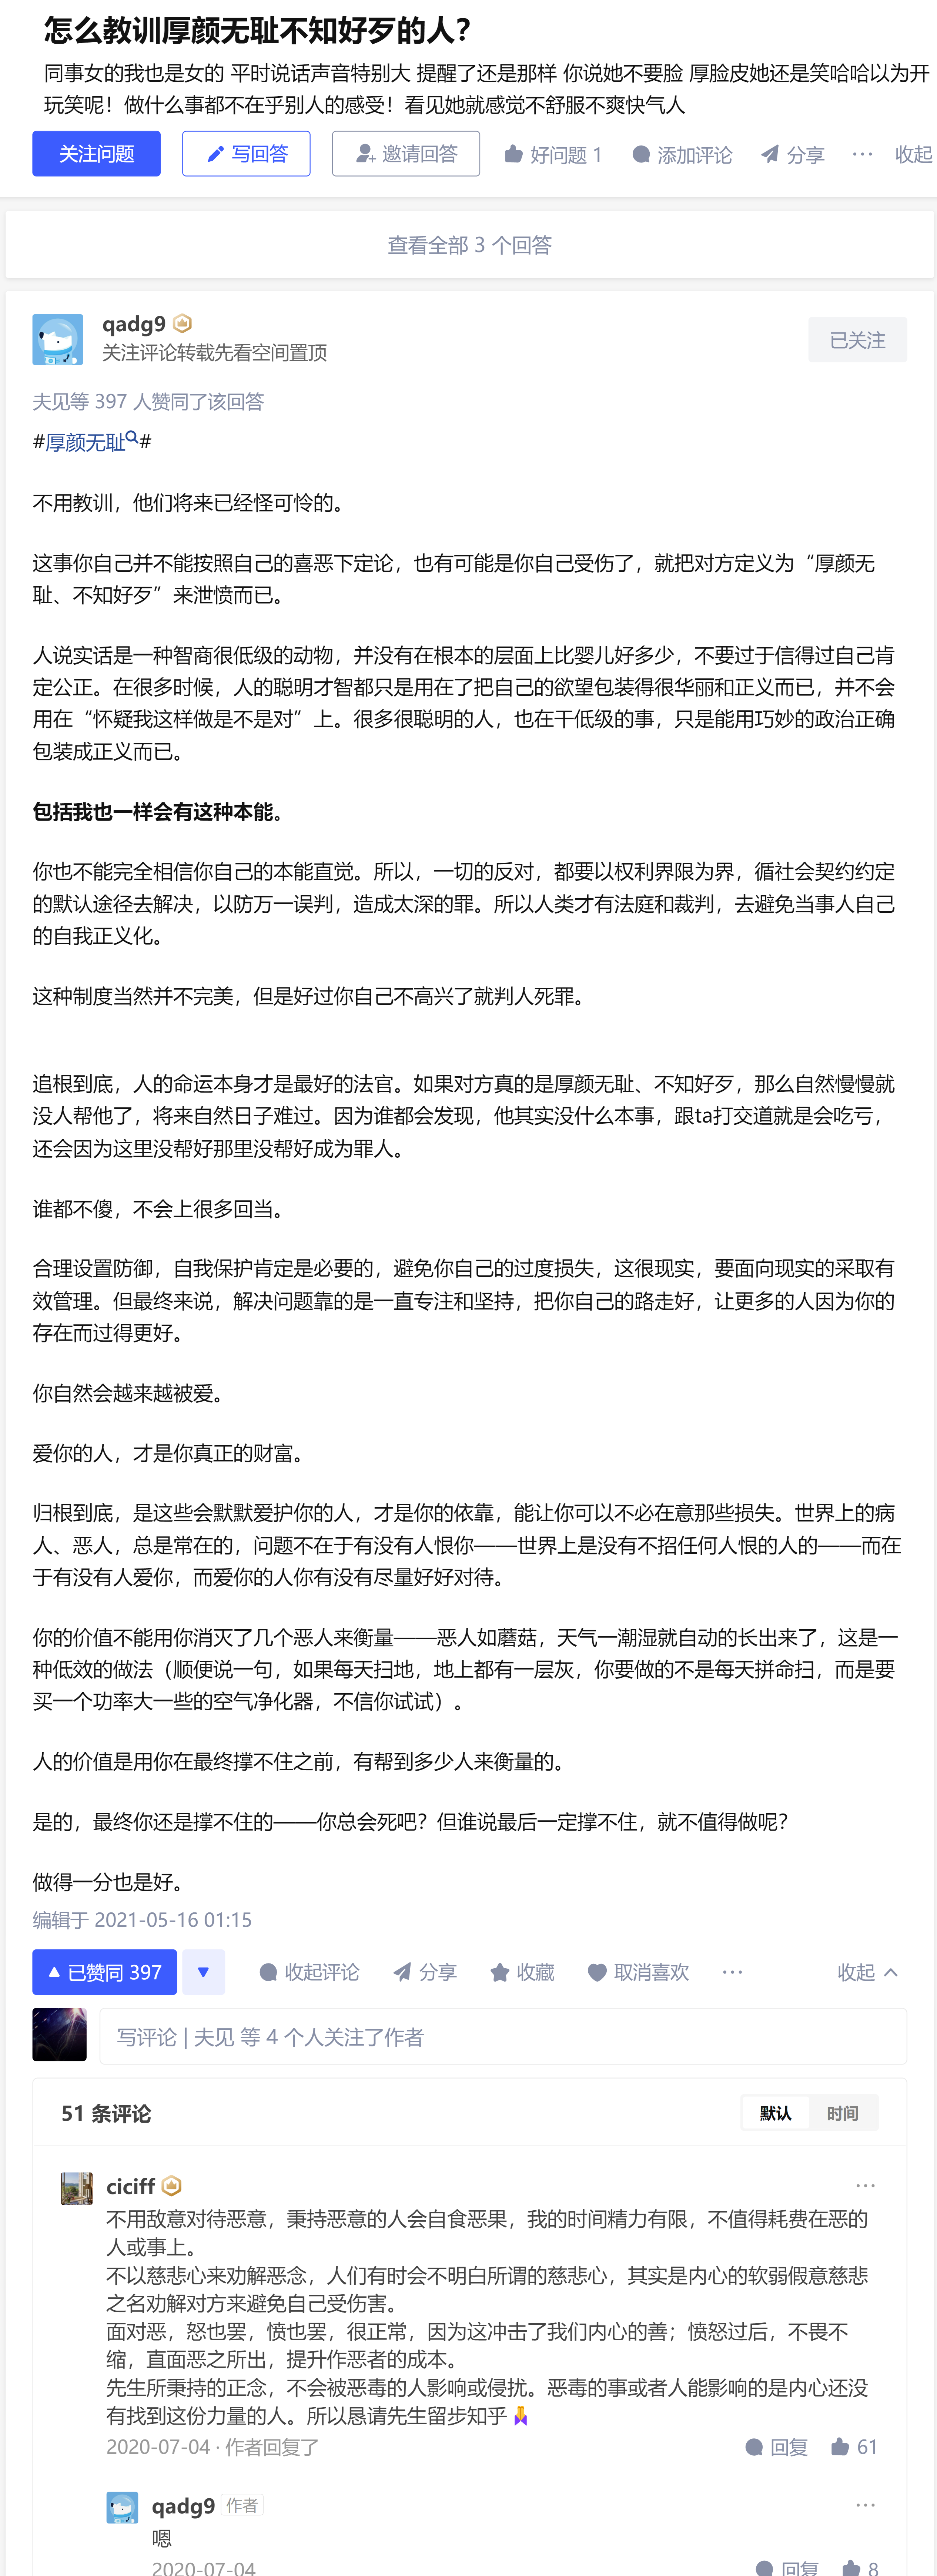 怎么教训厚颜无耻不知好歹的人？
同事女的我也是女的 平时说话声音特别大 提醒了还是那样 你说她不要脸 厚脸皮她还是笑哈哈以为开
玩笑呢！做什么事都不在乎别人的感受！看见她就感觉不舒服不爽快气人
关注问题 写回答 邀请回答 好问题 1 添加评论 分享 ··· 收起
查看全部 3 个回答
qadg9
关注评论转载先看空间置顶
已关注
夫见等 397 人赞同了该回答
#厚颜无耻#
不用教训，他们将来已经怪可怜的。
这事你自己并不能按照自己的喜恶下定论，也有可能是你自己受伤了，就把对方定义为“厚颜无
耻、不知好歹”来泄愤而已。
人说实话是一种智商很低级的动物，并没有在根本的层面上比婴儿好多少，不要过于信得过自己肯
定公正。在很多时候，人的聪明才智都只是用在了把自己的欲望包装得很华丽和正义而已，并不会
用在“怀疑我这样做是不是对”上。很多很聪明的人，也在干低级的事，只是能用巧妙的政治正确
包装成正义而已。
包括我也一样会有这种本能。
你也不能完全相信你自己的本能直觉。所以，一切的反对，都要以权利界限为界，循社会契约约定
的默认途径去解决，以防万一误判，造成太深的罪。所以人类才有法庭和裁判，去避免当事人自己
的自我正义化。
这种制度当然并不完美，但是好过你自己不高兴了就判人死罪。
追根到底，人的命运本身才是最好的法官。如果对方真的是厚颜无耻、不知好歹，那么自然慢慢就
没人帮他了，将来自然日子难过。因为谁都会发现，他其实没什么本事，跟ta打交道就是会吃亏，
还会因为这里没帮好那里没帮好成为罪人。
谁都不傻，不会上很多回当。
合理设置防御，自我保护肯定是必要的，避免你自己的过度损失，这很现实，要面向现实的采取有
效管理。但最终来说，解决问题靠的是一直专注和坚持，把你自己的路走好，让更多的人因为你的
存在而过得更好。
你自然会越来越被爱。
爱你的人，才是你真正的财富。
归根到底，是这些会默默爱护你的人，才是你的依靠，能让你可以不必在意那些损失。世界上的病
人、恶人，总是常在的，问题不在于有没有人恨你——世界上是没有不招任何人恨的人的——而在
于有没有人爱你，而爱你的人你有没有尽量好好对待。
你的价值不能用你消灭了几个恶人来衡量——恶人如蘑菇，天气一潮湿就自动的长出来了，这是一
种低效的做法（顺便说一句，如果每天扫地，地上都有一层灰，你要做的不是每天拼命扫，而是要
买一个功率大一些的空气净化器，不信你试试）。
人的价值是用你在最终撑不住之前，有帮到多少人来衡量的。
是的，最终你还是撑不住的——你总会死吧？但谁说最后一定撑不住，就不值得做呢？
做得一分也是好。
编辑于 2021-05-16 01:15
已赞同 397 收起评论 分享 收藏 取消喜欢 ··· 收起
写评论 | 夫见 等 4 个人关注了作者
51 条评论 默认 时间
ciciff ···
不用敌意对待恶意，秉持恶意的人会自食恶果，我的时间精力有限，不值得耗费在恶的
人或事上。
不以慈悲心来劝解恶念，人们有时会不明白所谓的慈悲心，其实是内心的软弱假意慈悲
之名劝解对方来避免自己受伤害。
面对恶，怒也罢，愤也罢，很正常，因为这冲击了我们内心的善；愤怒过后，不畏不
缩，直面恶之所出，提升作恶者的成本。
先生所秉持的正念，不会被恶毒的人影响或侵扰。恶毒的事或者人能影响的是内心还没
有找到这份力量的人。所以恳请先生留步知乎🙏
2020-07-04 · 作者回复了 回复 61
qadg9 作者 ···
嗯
2020-07-04 回复 8